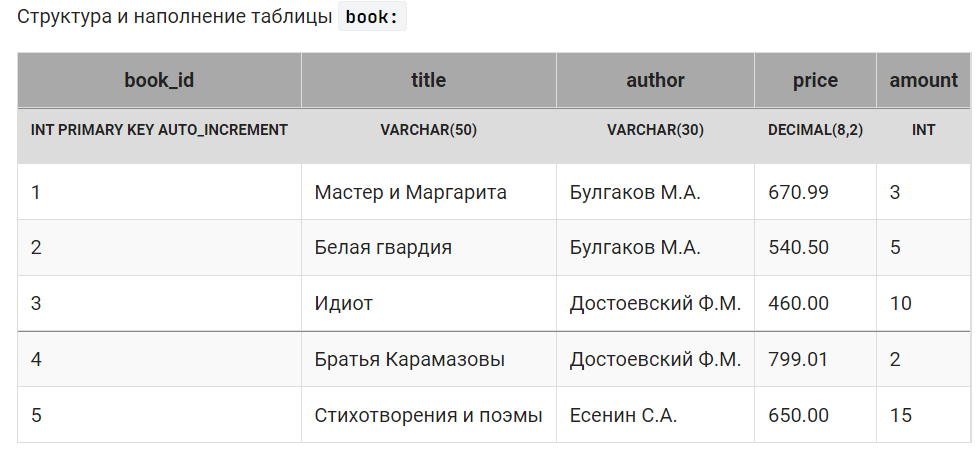 Структура и наполнение таблицы book:
book_id title author price amount
INT PRIMARY KEY AUTO_INCREMENT VARCHAR(50) VARCHAR(30) DECIMAL(8,2) INT
1 Мастер и Маргарита Булгаков М.А. 670.99 3
2 Белая гвардия Булгаков М.А. 540.50 5
3 Идиот Достоевский Ф.М. 460.00 10
4 Братья Карамазовы Достоевский Ф.М. 799.01 2
5 Стихотворения и поэмы Есенин С.А. 650.00 15